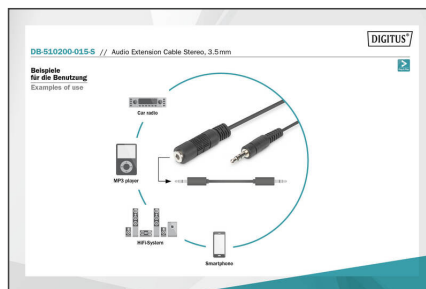 DIGITUS®
DB-510200-015-S // Audio Extension Cable Stereo, 3.5 mm
Beispiele
für die Benutzung
Examples of use
Car radio
MP3 player
HiFi-System
Smartphone